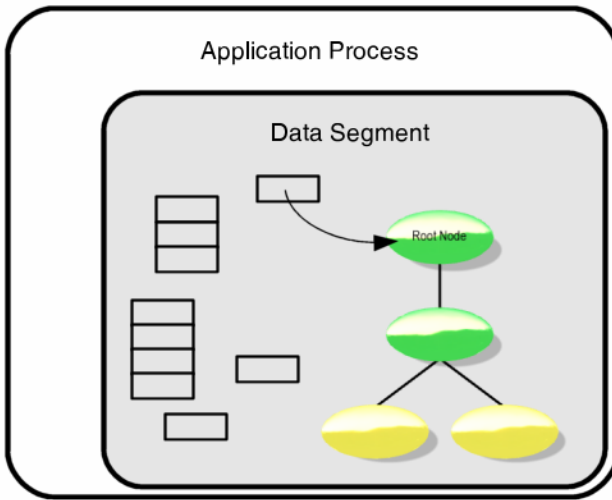 Application Process
Data Segment
Root Node